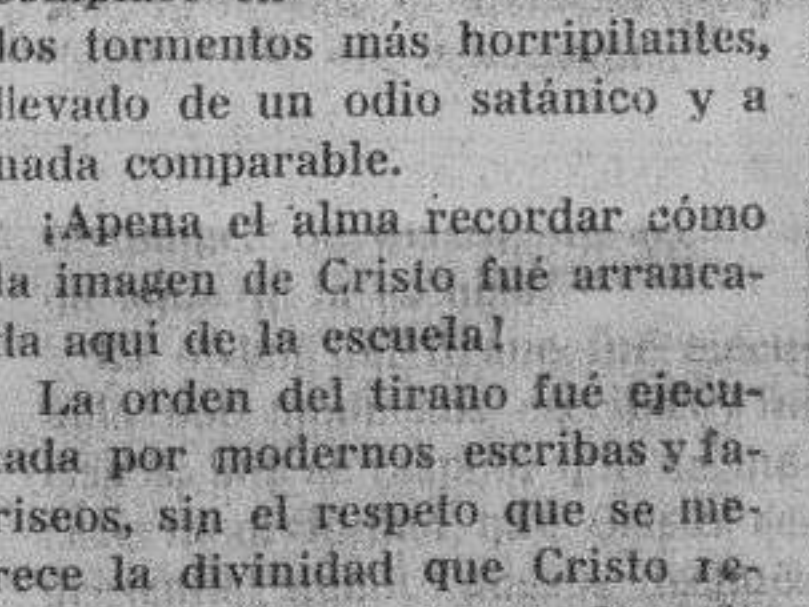 los tormentos más horripilantes,
llevado de un odio satánico y a
nada comparable.
¡Apena el alma recordar cómo
la imagen de Cristo fué arranca-
da aqui de la escuela!
La orden del tirano fué ejecu-
tada por modernos escribas y fa-
riseos, sin el respeto que se me-
rece la divinidad que Cristo re-